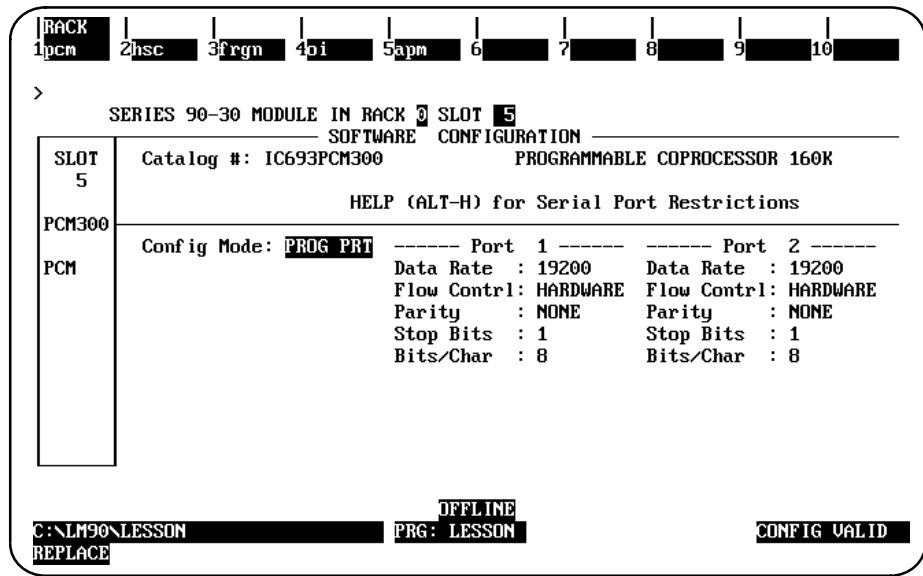 RACK
1pcm 2hsc 3frgn 4oi 5apm 6 7 8 9 10
>
SERIES 90-30 MODULE IN RACK 0 SLOT 5
SOFTWARE CONFIGURATION
SLOT Catalog #: IC693PCM300 PROGRAMMABLE COPROCESSOR 160K
5
HELP (ALT-H) for Serial Port Restrictions
PCM300
Config Mode: PROG PRT ------ Port 1 ------ ------ Port 2 ------
PCM Data Rate : 19200 Data Rate : 19200
Flow Contrl: HARDWARE Flow Contrl: HARDWARE
Parity : NONE Parity : NONE
Stop Bits : 1 Stop Bits : 1
Bits/Char : 8 Bits/Char : 8
OFFLINE
C:\LM90\LESSON PRG: LESSON CONFIG VALID
REPLACE